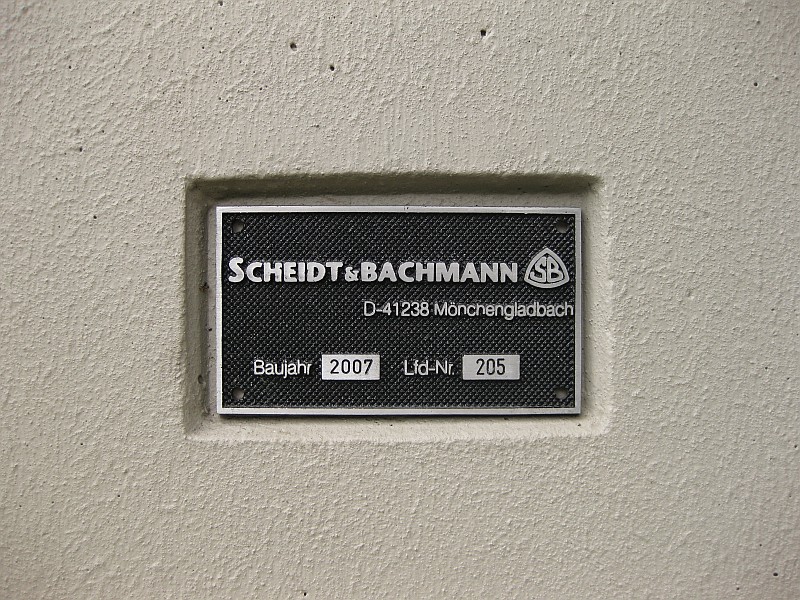 SCHEIDT&BACHMANN SB
D-41238 Mönchengladbach
Baujahr 2007 Lfd-Nr. 205